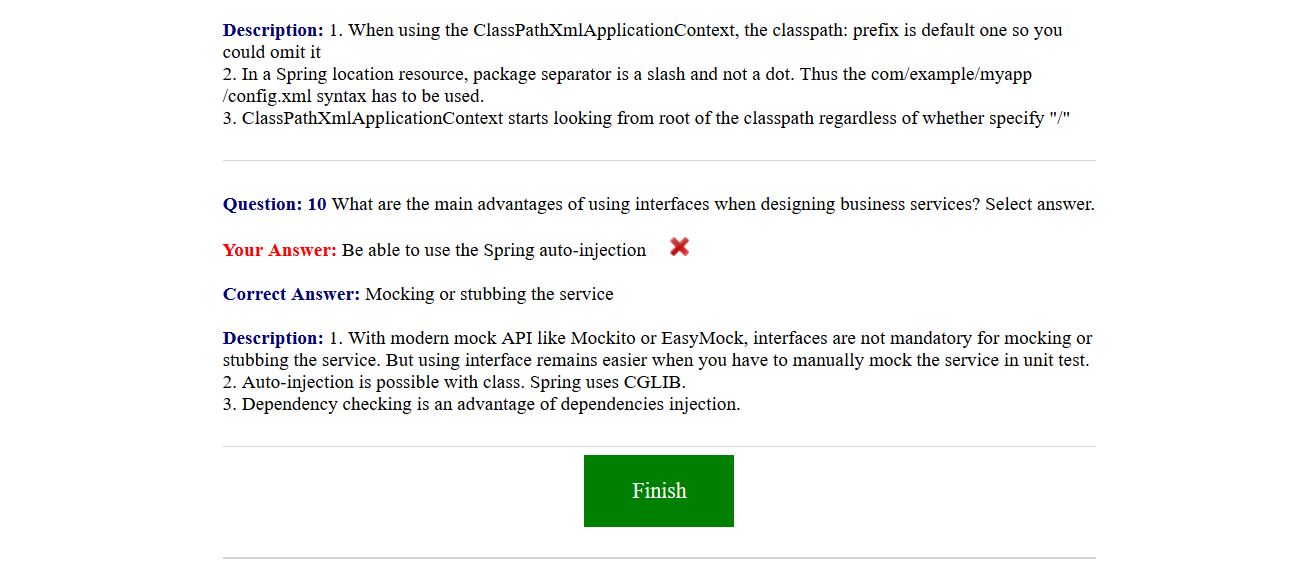 Description: 1. When using the ClassPathXmlApplicationContext, the classpath: prefix is default one so you
could omit it
2. In a Spring location resource, package separator is a slash and not a dot. Thus the com/example/myapp
/config.xml syntax has to be used.
3. ClassPathXmlApplicationContext starts looking from root of the classpath regardless of whether specify "/"
Question: 10 What are the main advantages of using interfaces when designing business services? Select answer.
Your Answer: Be able to use the Spring auto-injection
Correct Answer: Mocking or stubbing the service
Description: 1. With modern mock API like Mockito or EasyMock, interfaces are not mandatory for mocking or
stubbing the service. But using interface remains easier when you have to manually mock the service in unit test.
2. Auto-injection is possible with class. Spring uses CGLIB.
3. Dependency checking is an advantage of dependencies injection.
Finish